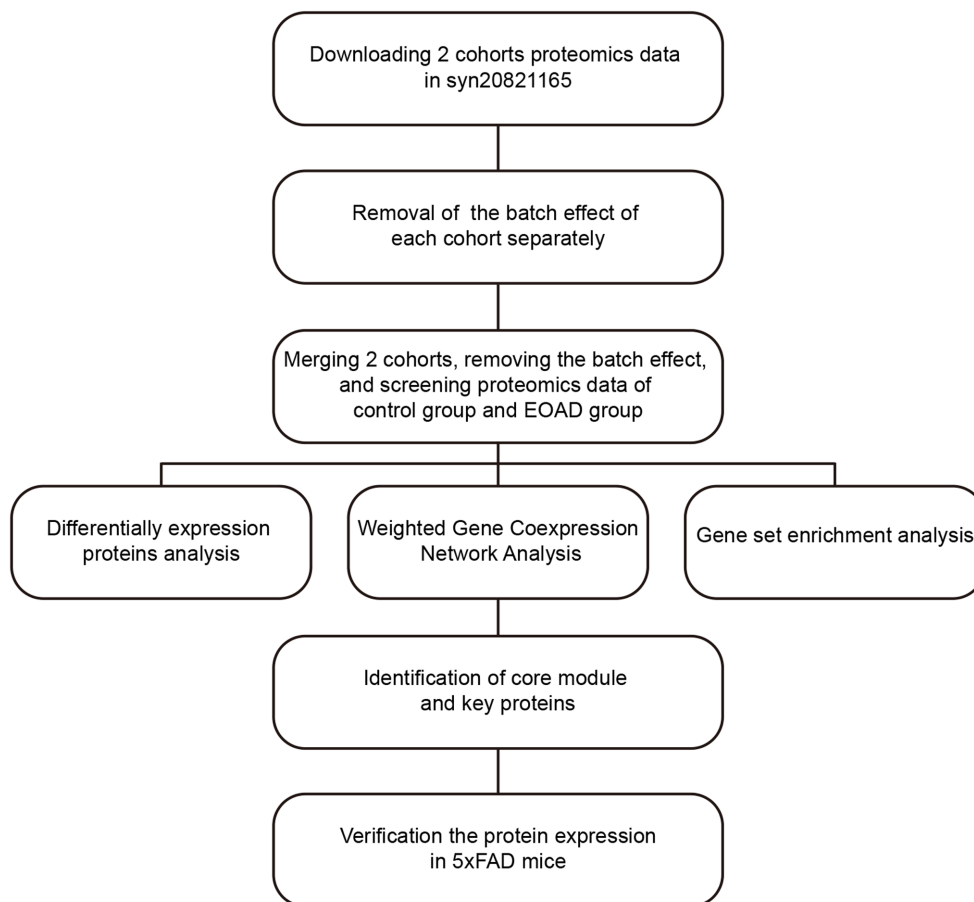 Downloading 2 cohorts proteomics data
in syn20821165
Removal of the batch effect of
each cohort separately
Merging 2 cohorts, removing the batch effect,
and screening proteomics data of
control group and EOAD group
Differentially expression
proteins analysis
Weighted Gene Coexpression
Network Analysis
Gene set enrichment analysis
Identification of core module
and key proteins
Verification the protein expression
in 5xFAD mice